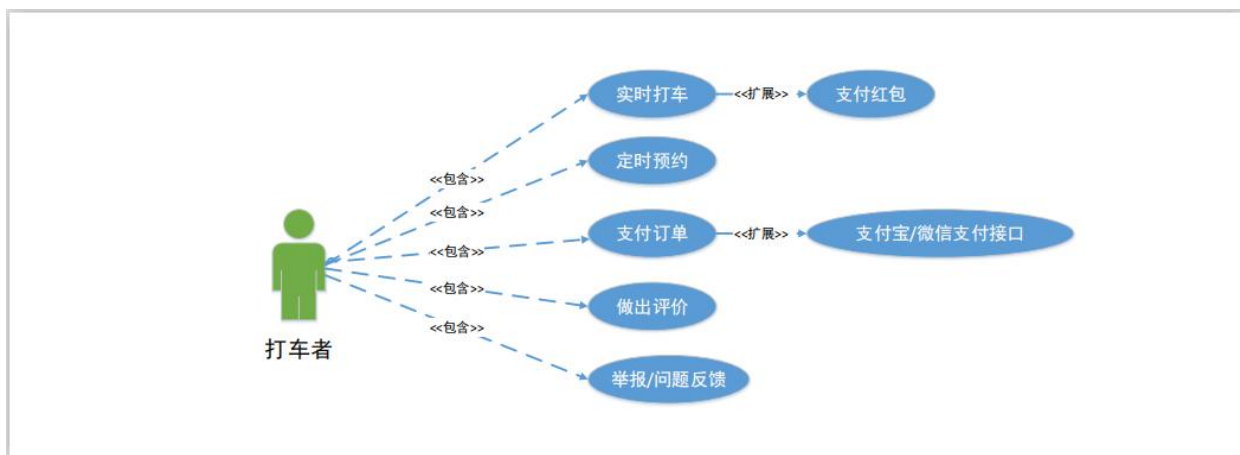 实时打车
<<扩展>>
支付红包
定时预约
<<包含>>
<<包含>>
支付订单
<<扩展>>
支付宝/微信支付接口
<<包含>>
<<包含>>
做出评价
<<包含>>
打车者
举报/问题反馈